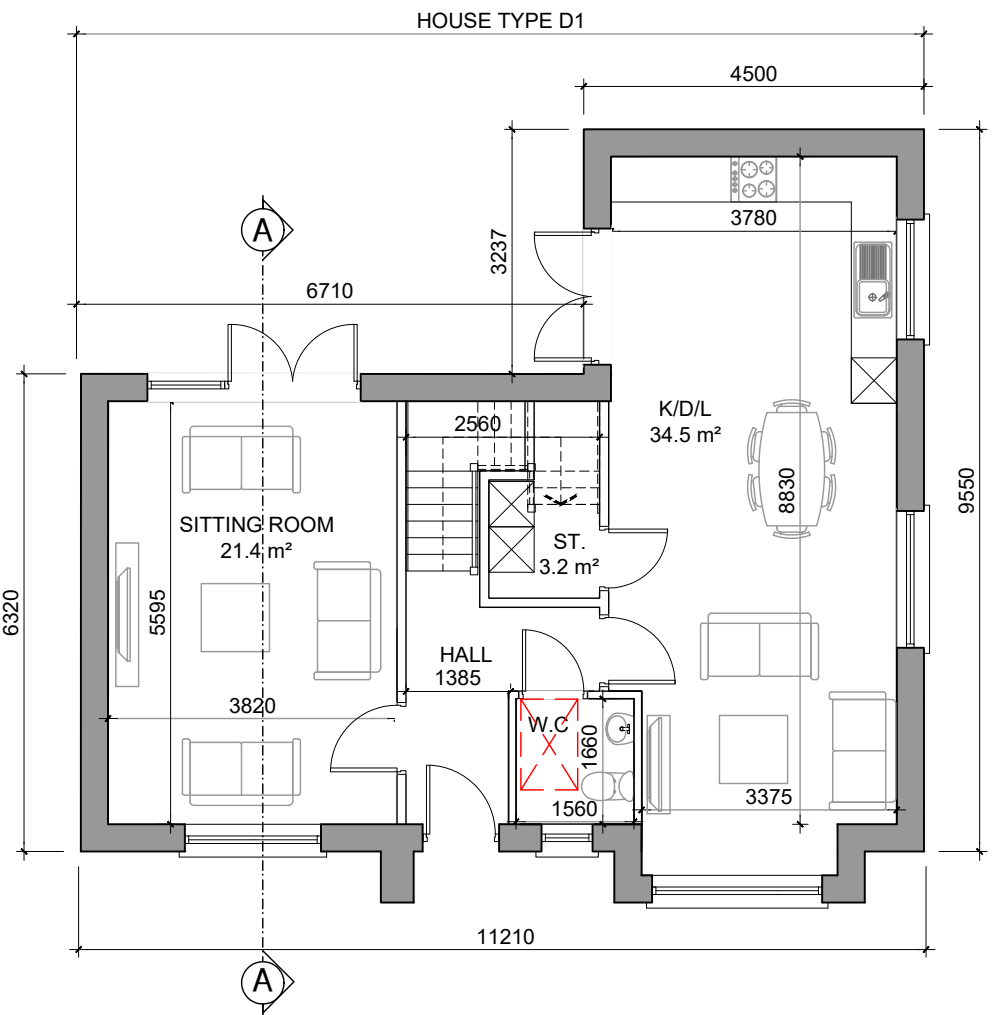 HOUSE TYPE D1
4500
A
3780
3237
6710
K/D/L
34.5 m²
2560
8830
9550
SITTING ROOM
21.4 m²
ST.
3.2 m²
6320
5595
HALL
1385
3820
W.C
1660
1560
3375
11210
A